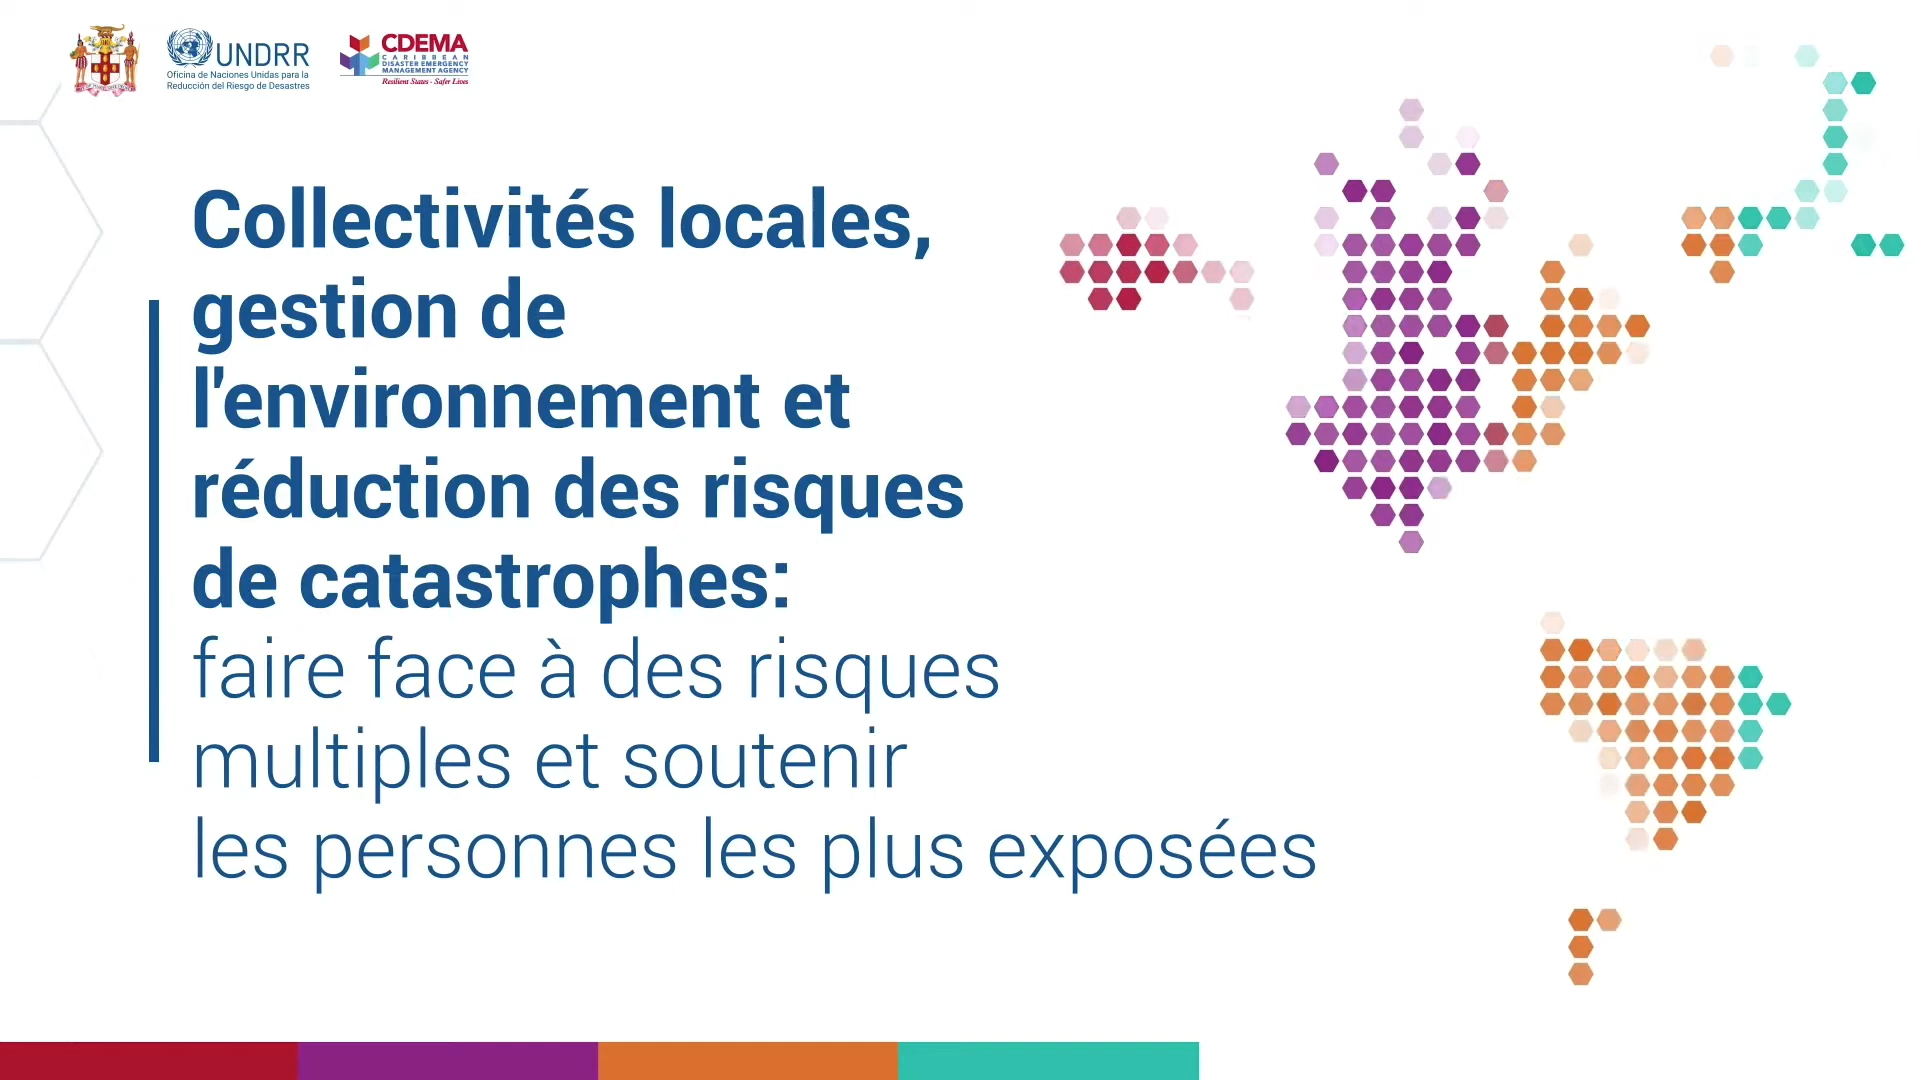 UNDRR
Oficina de Naciones Unidas para la
Reducción del Riesgo de Desastres
CDEMA
CARIBBEAN
DISASTER EMERGENCY
MANAGEMENT AGENCY
Resilient States - Safer Lives
Collectivités locales,
gestion de
l'environnement et
réduction des risques
de catastrophes:
faire face à des risques
multiples et soutenir
les personnes les plus exposées